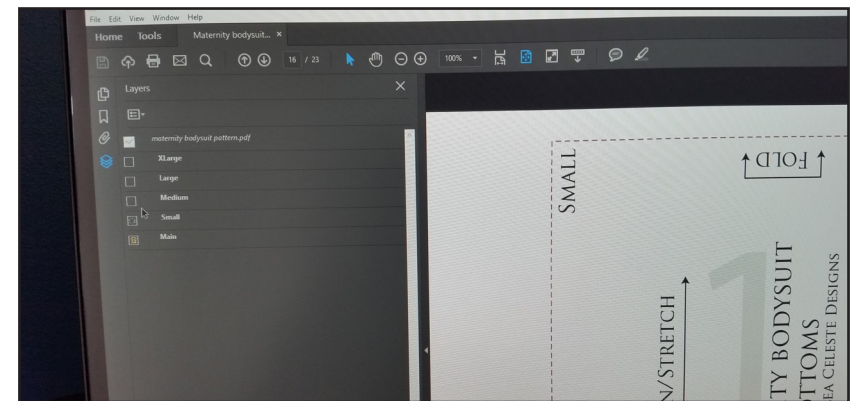 File Edit View Window Help
Home Tools Maternity bodysuit... ×
16 / 23 100%
Layers
maternity bodysuit pattern.pdf
XLarge
Large
Medium
Small
Main
SMALL
FOLD
N/STRETCH
1
TY BODYSUIT
TTOMS
EA CELESTE DESIGNS